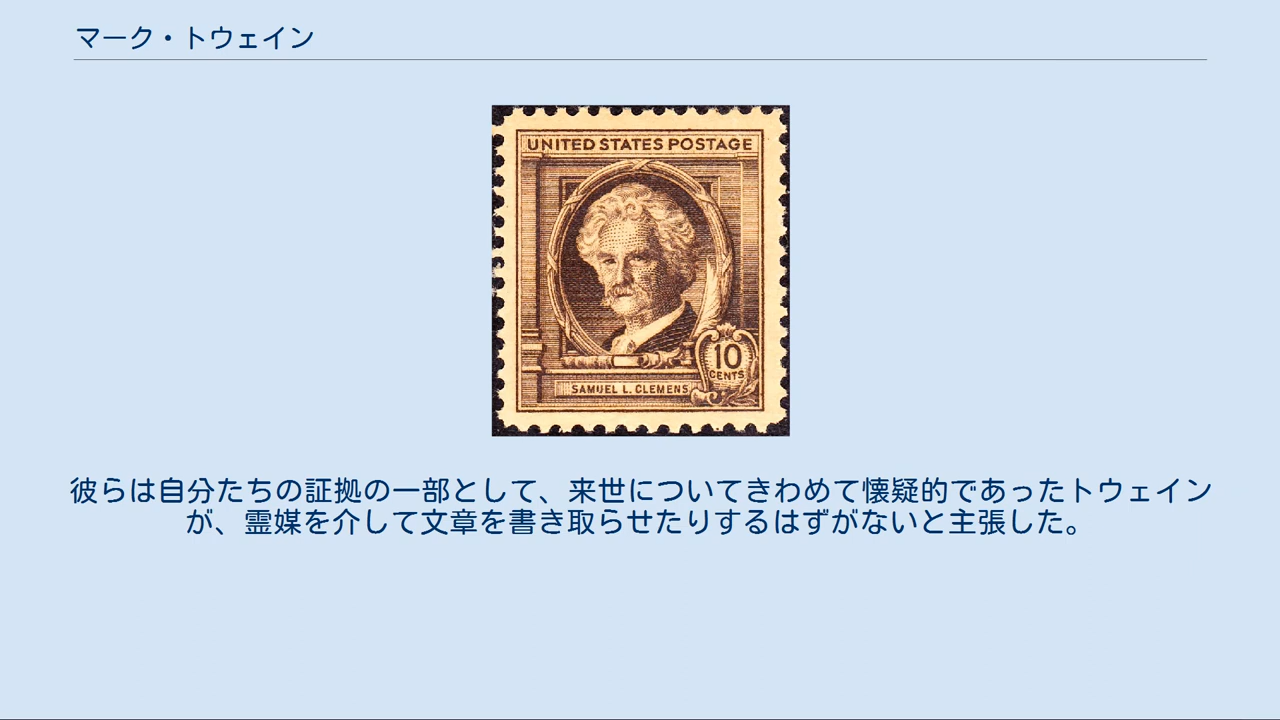 マーク・トウェイン
UNITED STATES POSTAGE
10
CENTS
SAMUEL L. CLEMENS
彼らは自分たちの証拠の一部として、来世についてきわめて懐疑的であったトウェイン
が、霊媒を介して文章を書き取らせたりするはずがないと主張した。